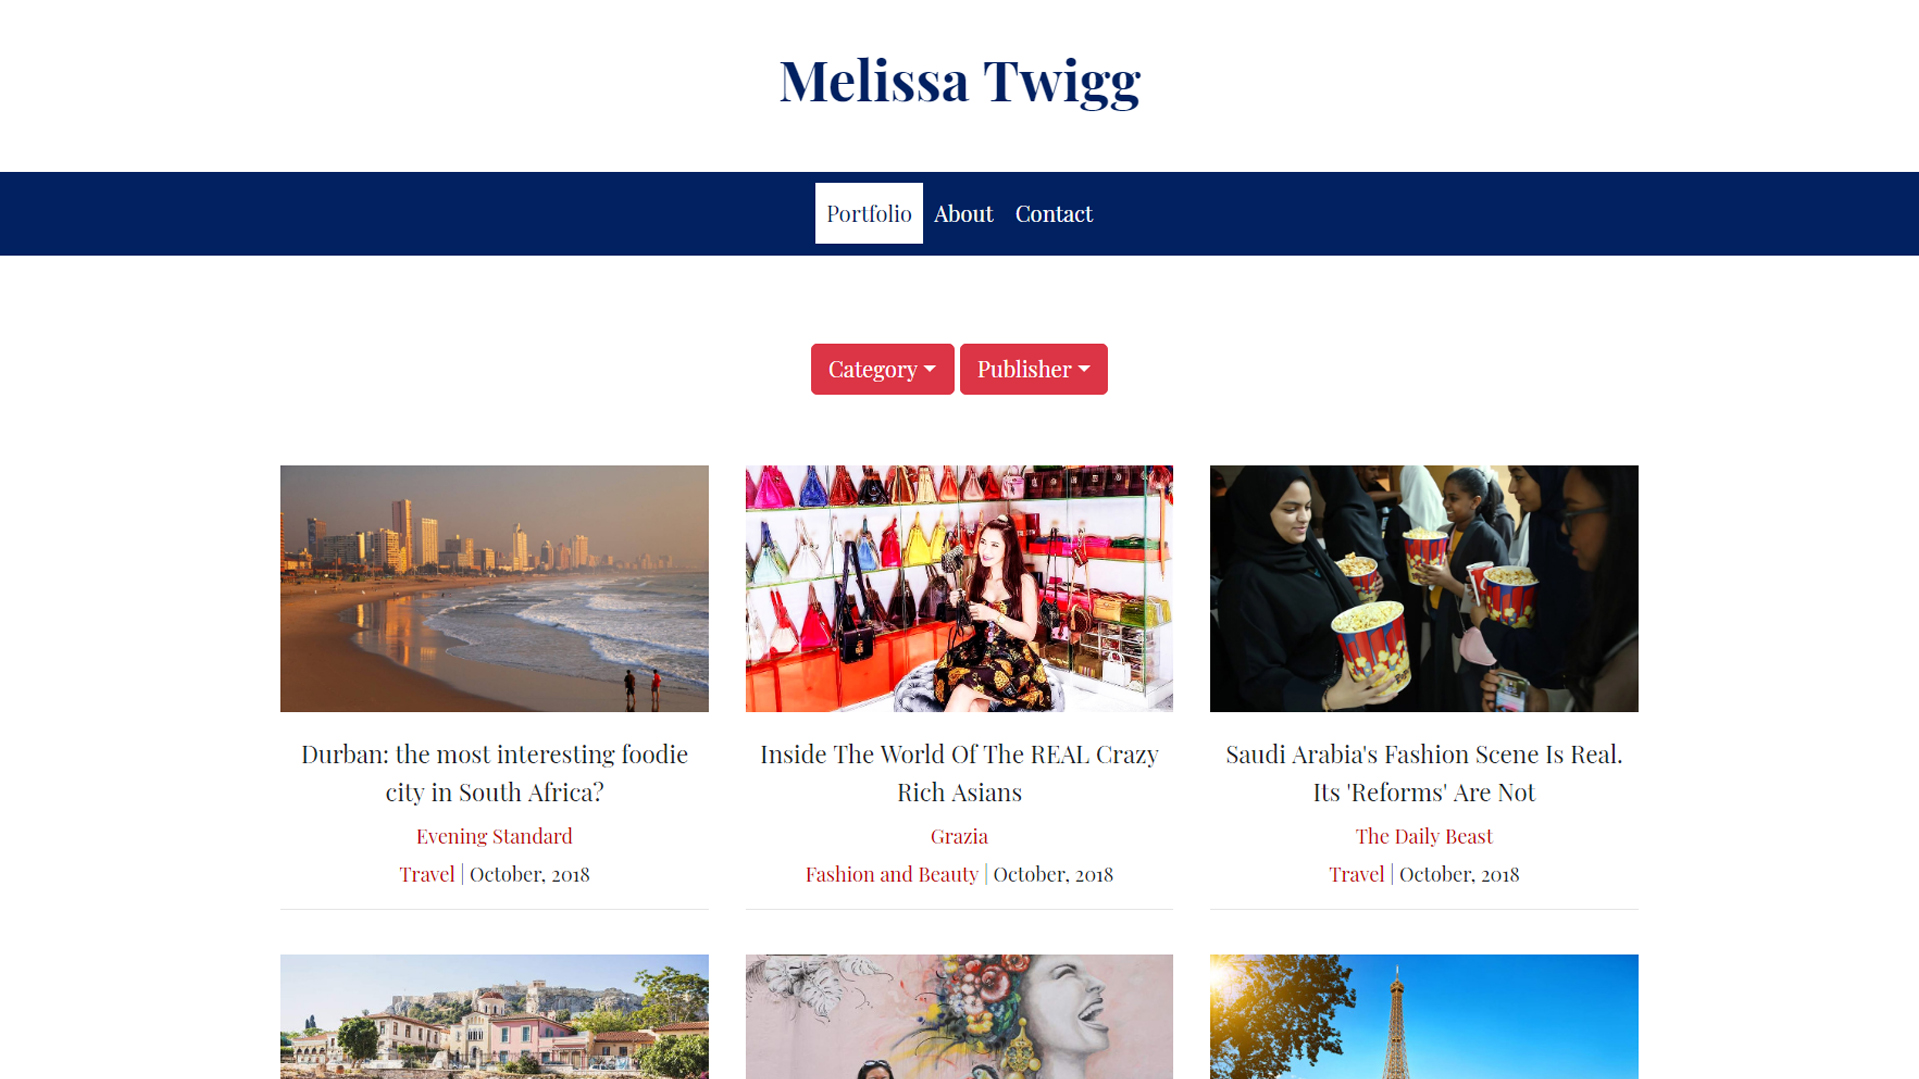 Melissa Twigg
Portfolio About Contact
Category Publisher
Durban: the most interesting foodie
city in South Africa?
Evening Standard
Travel | October, 2018
Inside The World Of The REAL Crazy
Rich Asians
Grazia
Fashion and Beauty | October, 2018
Saudi Arabia's Fashion Scene Is Real.
Its 'Reforms' Are Not
The Daily Beast
Travel | October, 2018